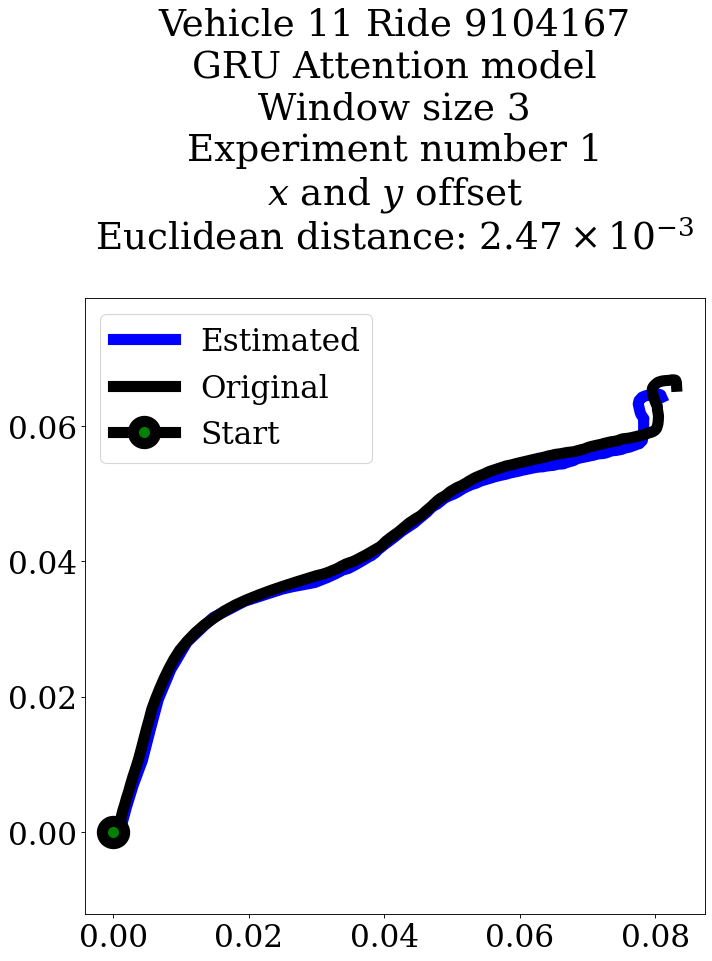 Vehicle 11 Ride 9104167
GRU Attention model
Window size 3
Experiment number 1
x and y offset
Euclidean distance: 2.47 × 10⁻³
Estimated
Original
Start
0.06
0.04
0.02
0.00
0.00 0.02 0.04 0.06 0.08